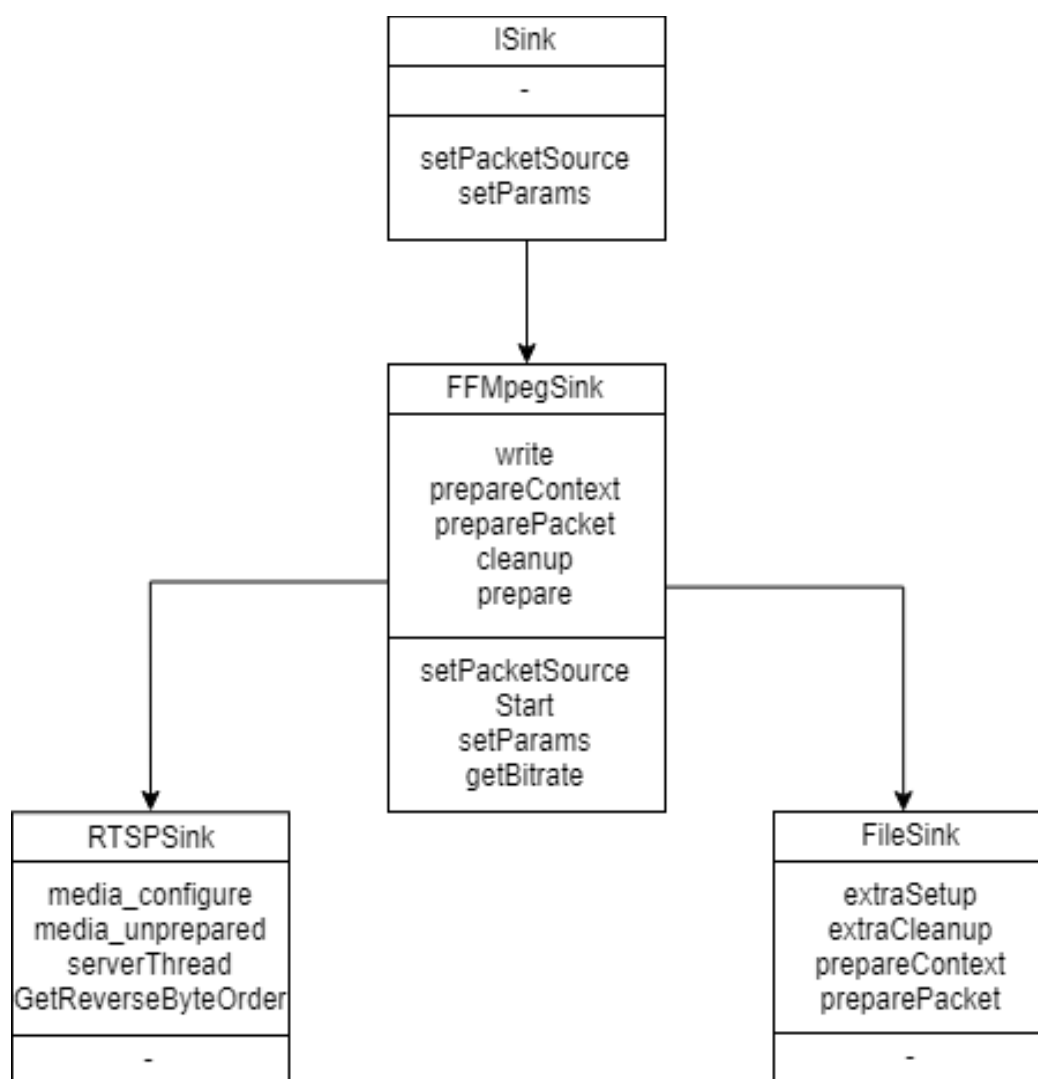 ISink
-
setPacketSource
setParams
FFMpegSink
write
prepareContext
preparePacket
cleanup
prepare
setPacketSource
Start
setParams
getBitrate
RTSPSink
media_configure
media_unprepared
serverThread
GetReverseByteOrder
-
FileSink
extraSetup
extraCleanup
prepareContext
preparePacket
-